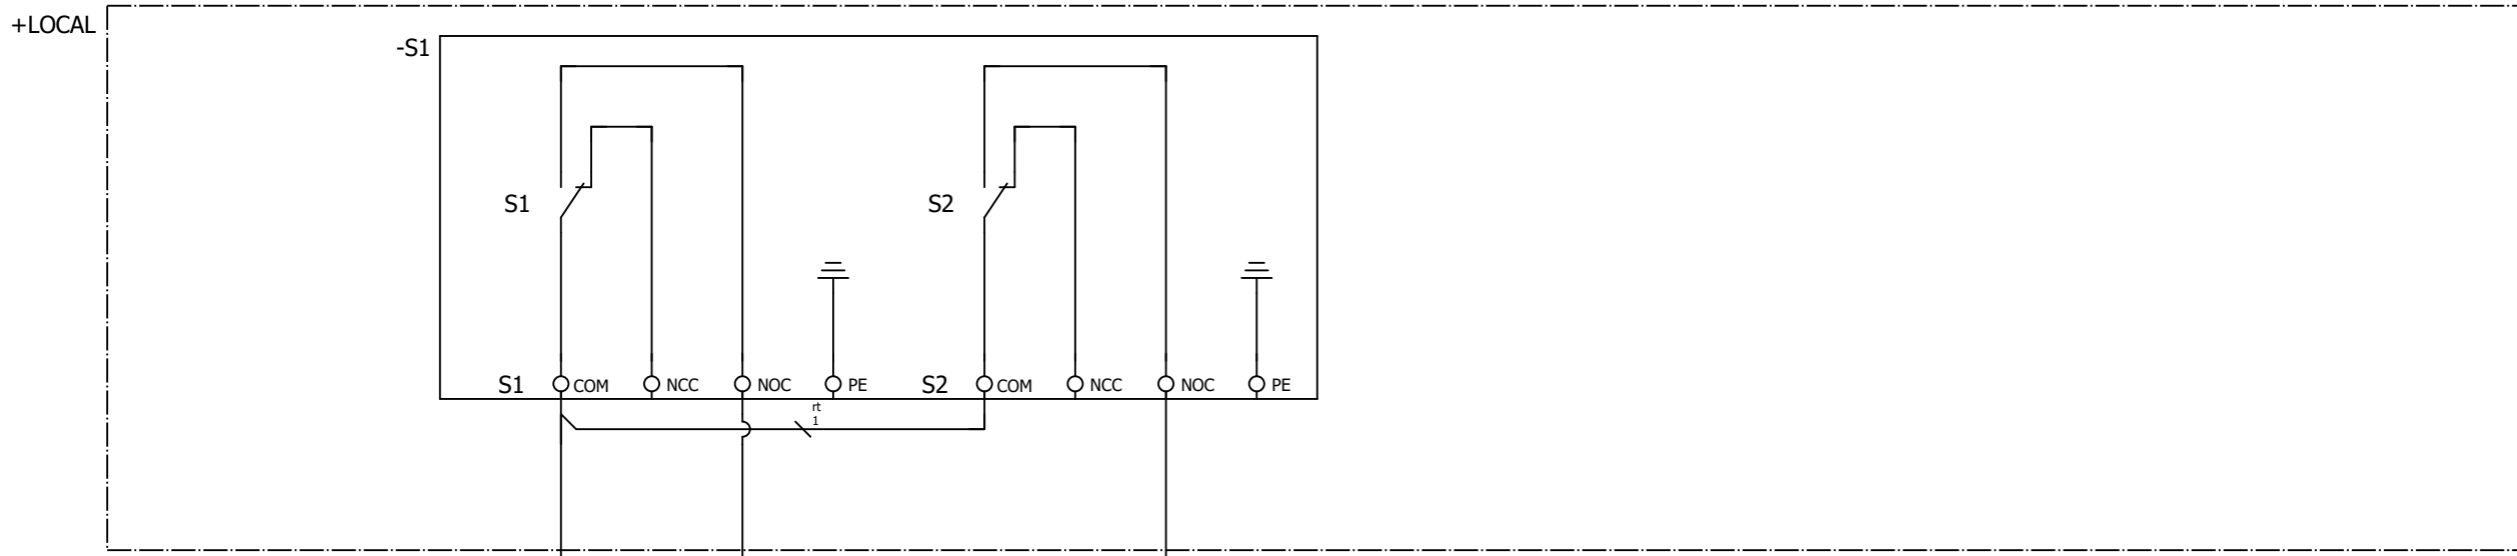 +LOCAL
-S1
S1
S2
S1 COM NCC NOC PE S2 COM NCC NOC PE
rt
1